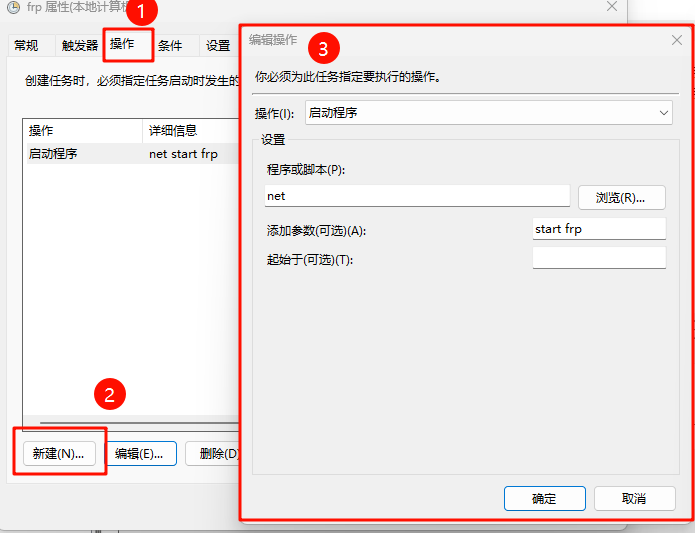 frp 属性(本地计算机
1
常规 触发器 操作 条件 设置
创建任务时，必须指定任务启动时发生的
操作 详细信息
启动程序 net start frp
2
新建(N)... 编辑(E)... 删除(D)
3
编辑操作
你必须为此任务指定要执行的操作。
操作(I): 启动程序
设置
程序或脚本(P):
net 浏览(R)...
添加参数(可选)(A): start frp
起始于(可选)(T):
确定 取消